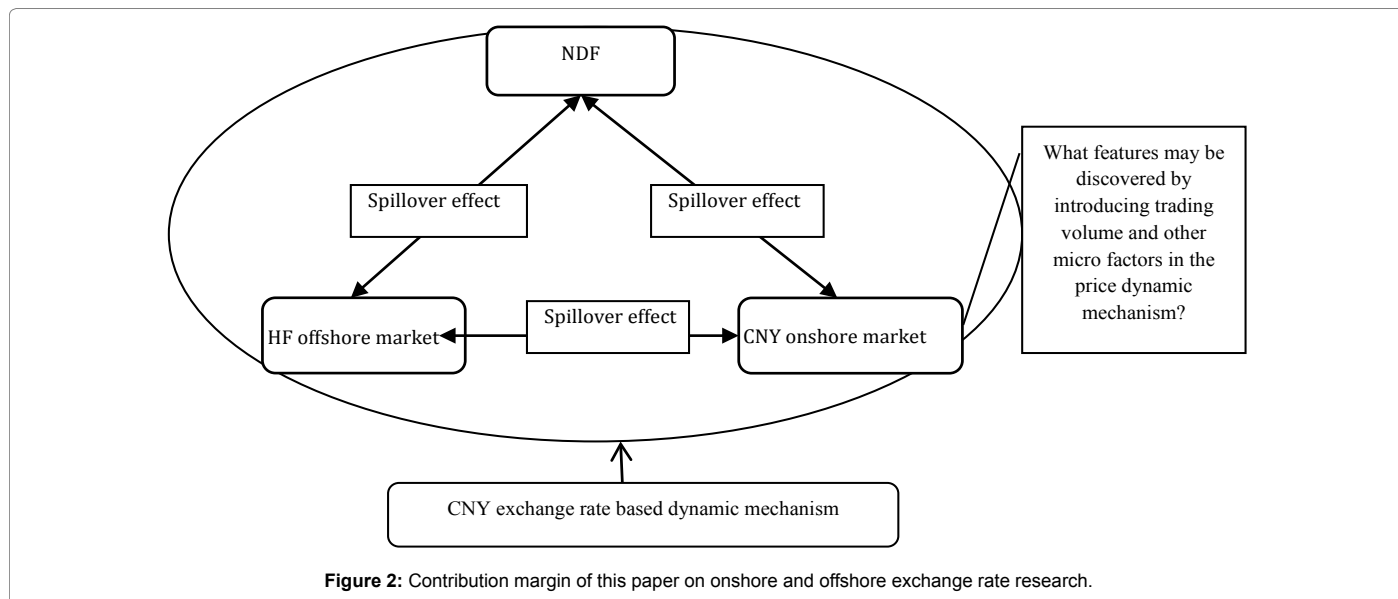 NDF
Spillover effect
Spillover effect
What features may be
discovered by
introducing trading
volume and other
micro factors in the
price dynamic
mechanism?
HF offshore market
Spillover effect
CNY onshore market
CNY exchange rate based dynamic mechanism
Figure 2: Contribution margin of this paper on onshore and offshore exchange rate research.